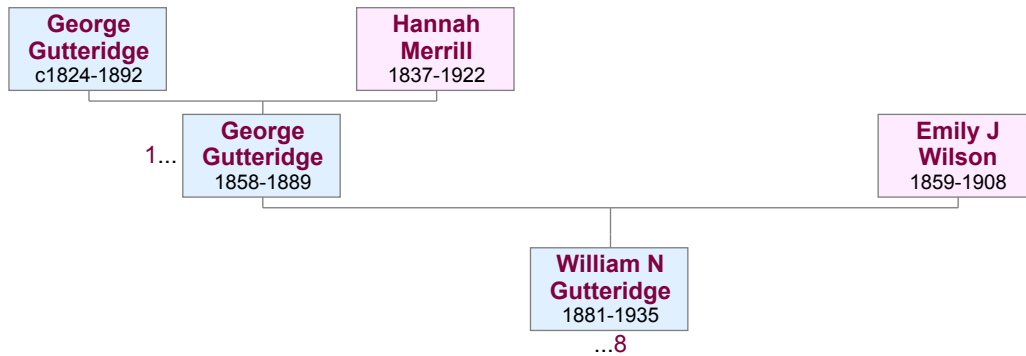 George
Gutteridge
c1824-1892
Hannah
Merrill
1837-1922
1...
George
Gutteridge
1858-1889
Emily J
Wilson
1859-1908
William N
Gutteridge
1881-1935
...8